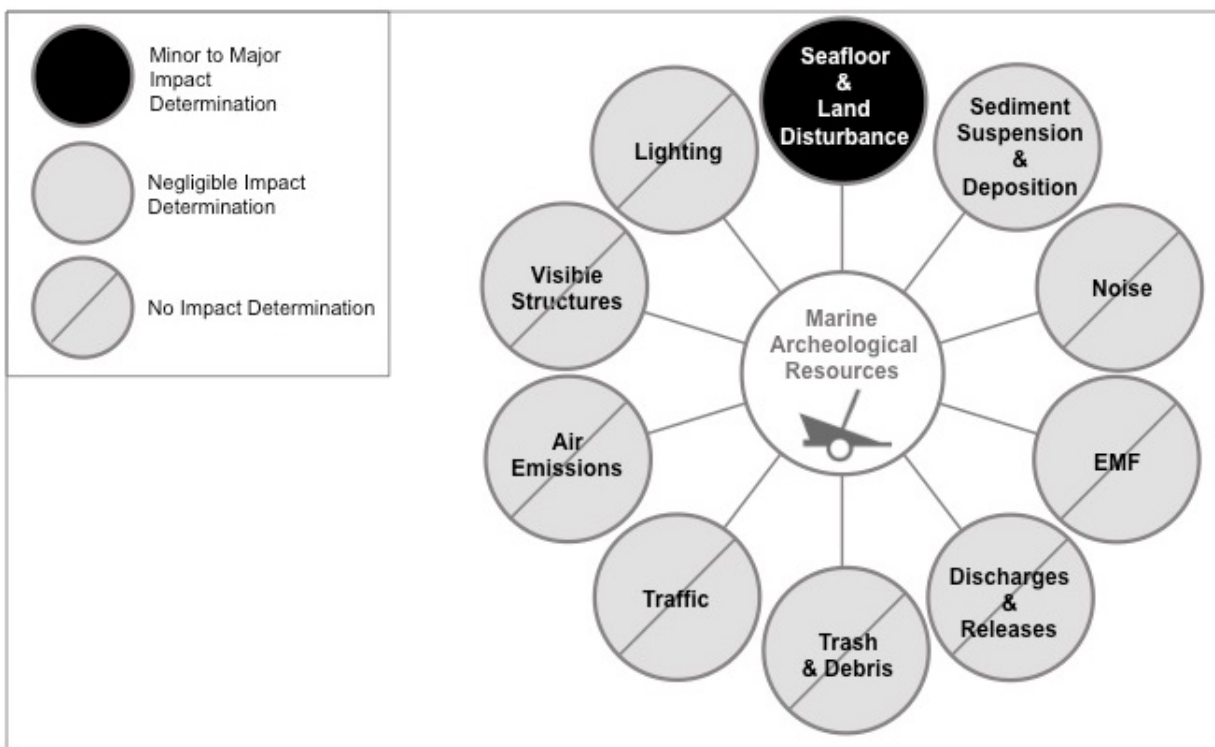 Minor to Major
Impact
Determination
Negligible Impact
Determination
No Impact Determination
Seafloor
&
Land
Disturbance
Sediment
Suspension
&
Deposition
Noise
EMF
Discharges
&
Releases
Trash
& Debris
Traffic
Air
Emissions
Visible
Structures
Lighting
Marine
Archeological
Resources